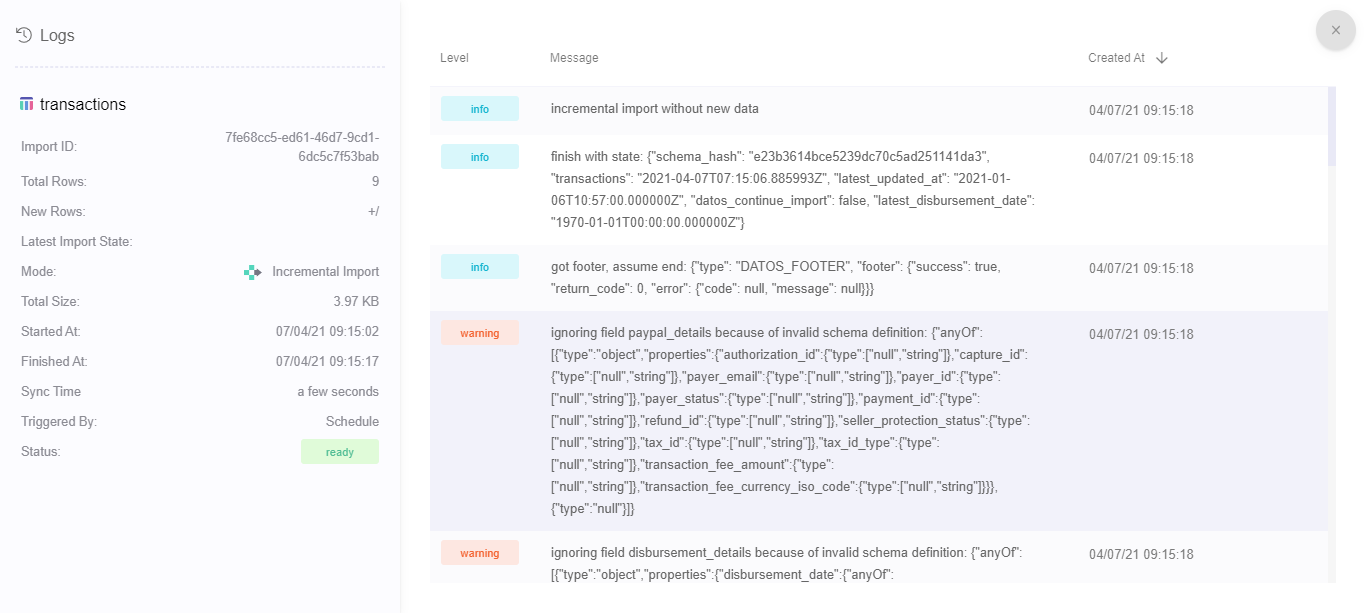 Logs
transactions
Import ID:
7fe68cc5-ed61-46d7-9cd1-
6dc5c7f53bab
Total Rows:
9
New Rows:
+/
Latest Import State:
Mode:
Incremental Import
Total Size:
3.97 KB
Started At:
07/04/21 09:15:02
Finished At:
07/04/21 09:15:17
Sync Time
a few seconds
Triggered By:
Schedule
Status:
ready
Level
Message
Created At
info
incremental import without new data
04/07/21 09:15:18
info
finish with state: {"schema_hash": "e23b3614bce5239dc70c5ad251141da3",
"transactions": "2021-04-07T07:15:06.885993Z", "latest_updated_at": "2021-01-
06T10:57:00.000000Z", "datos_continue_import": false, "latest_disbursement_date":
"1970-01-01T00:00:00.000000Z"}
04/07/21 09:15:18
info
got footer, assume end: {"type": "DATOS_FOOTER", "footer": {"success": true,
"return_code": 0, "error": {"code": null, "message": null}}}
04/07/21 09:15:18
warning
ignoring field paypal_details because of invalid schema definition: {"anyOf":
[{"type":"object","properties":{"authorization_id":{"type":["null","string"]},"capture_id":
{"type":["null","string"]},"payer_email":{"type":["null","string"]},"payer_id":{"type":
["null","string"]},"payer_status":{"type":["null","string"]},"payment_id":{"type":
["null","string"]},"refund_id":{"type":["null","string"]},"seller_protection_status":{"type":
["null","string"]},"tax_id":{"type":["null","string"]},"tax_id_type":{"type":
["null","string"]},"transaction_fee_amount":{"type":
["null","string"]},"transaction_fee_currency_iso_code":{"type":["null","string"]}}},
{"type":"null"}]}
04/07/21 09:15:18
warning
ignoring field disbursement_details because of invalid schema definition: {"anyOf":
[{"type":"object","properties":{"disbursement_date":{"anyOf":
04/07/21 09:15:18